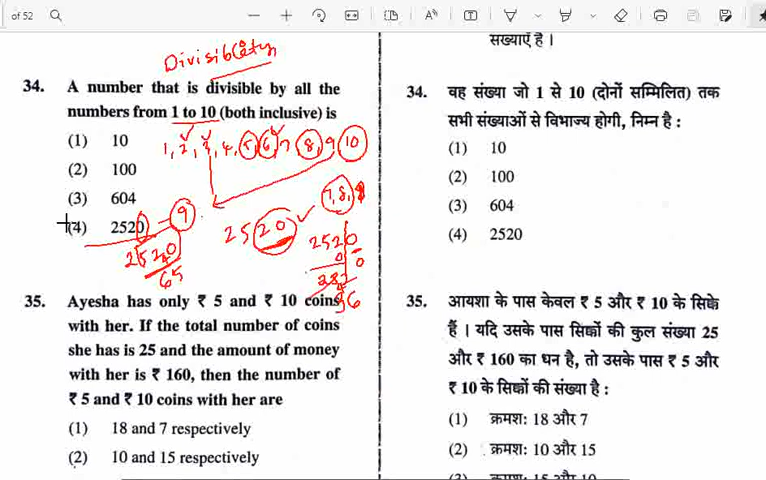 of 52
Divisibility
34. A number that is divisible by all the
numbers from 1 to 10 (both inclusive) is
1, 2, 3, 4, 5, 6, 7, 8, 9, 10
(1) 10
(2) 100
(3) 604
(4) 2520
9
7, 8, 9
2520
2520
65
2520
0
0
36
35. Ayesha has only ₹ 5 and ₹ 10 coins
with her. If the total number of coins
she has is 25 and the amount of money
with her is ₹ 160, then the number of
₹ 5 and ₹ 10 coins with her are
(1) 18 and 7 respectively
(2) 10 and 15 respectively
सख्याएँ है ।
34. वह संख्या जो 1 से 10 (दोनों सम्मिलित) तक
सभी संख्याओं से विभाज्य होगी, निम्न है :
(1) 10
(2) 100
(3) 604
(4) 2520
35. आयशा के पास केवल ₹ 5 और ₹ 10 के सिक्के
हैं । यदि उसके पास सिक्कों की कुल संख्या 25
और ₹ 160 का धन है, तो उसके पास ₹ 5 और
₹ 10 के सिक्कों की संख्या है :
(1) क्रमश: 18 और 7
(2) क्रमश: 10 और 15